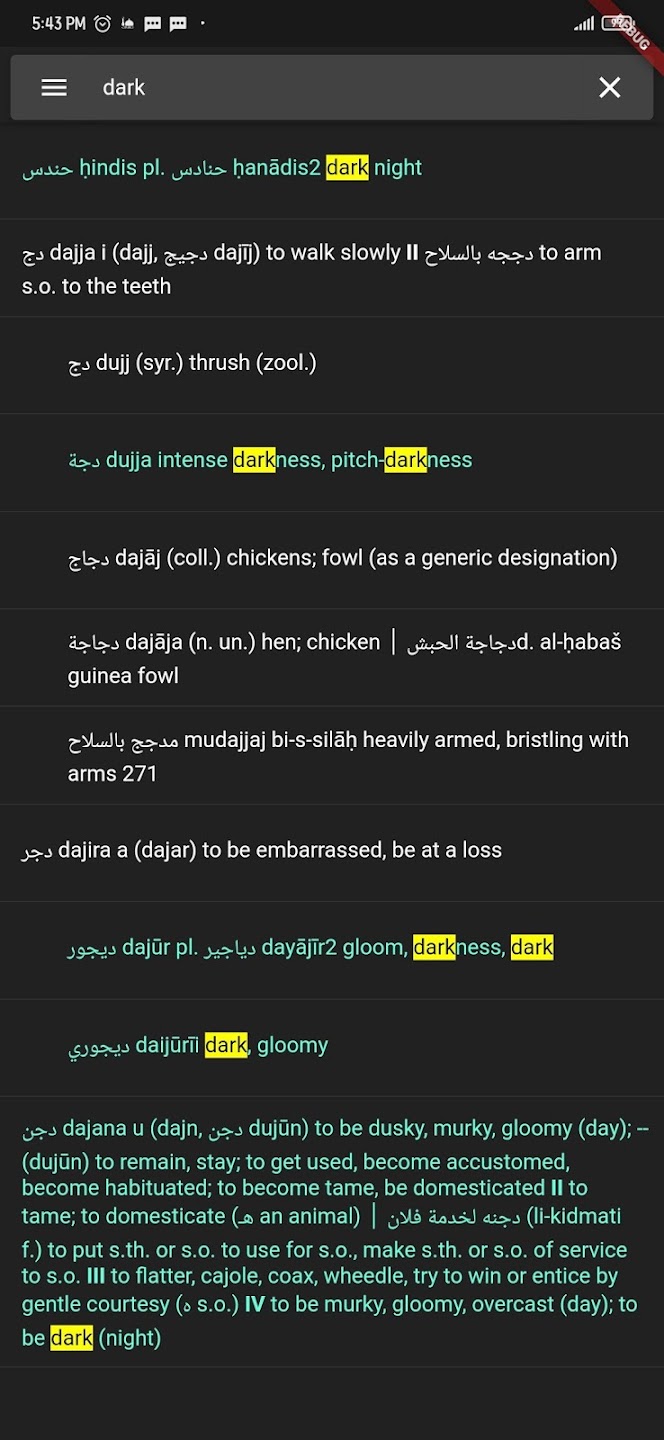 5:43 PM
DEBUG
dark
حندس ḥindis pl. حنادس ḥanādis2 dark night
دج dajja i (dajj, دجيج dajīj) to walk slowly II دججه بالسلاح to arm
s.o. to the teeth
دج dujj (syr.) thrush (zool.)
دجة dujja intense darkness, pitch-darkness
دجاج dajāj (coll.) chickens; fowl (as a generic designation)
دجاجة dajāja (n. un.) hen; chicken │ دجاجة الحبشd. al-ḥabaš
guinea fowl
مدجج بالسلاح mudajjaj bi-s-silāḥ heavily armed, bristling with
arms 271
دجر dajira a (dajar) to be embarrassed, be at a loss
ديجور dajūr pl. دياجير dayājīr2 gloom, darkness, dark
ديجوري daijūrīi dark, gloomy
دجن dajana u (dajn, دجن dujūn) to be dusky, murky, gloomy (day); --
(dujūn) to remain, stay; to get used, become accustomed,
become habituated; to become tame, be domesticated II to
tame; to domesticate (هـ an animal) │ دجنه لخدمة فلان (li-kidmati
f.) to put s.th. or s.o. to use for s.o., make s.th. or s.o. of service
to s.o. III to flatter, cajole, coax, wheedle, try to win or entice by
gentle courtesy (ه s.o.) IV to be murky, gloomy, overcast (day); to
be dark (night)